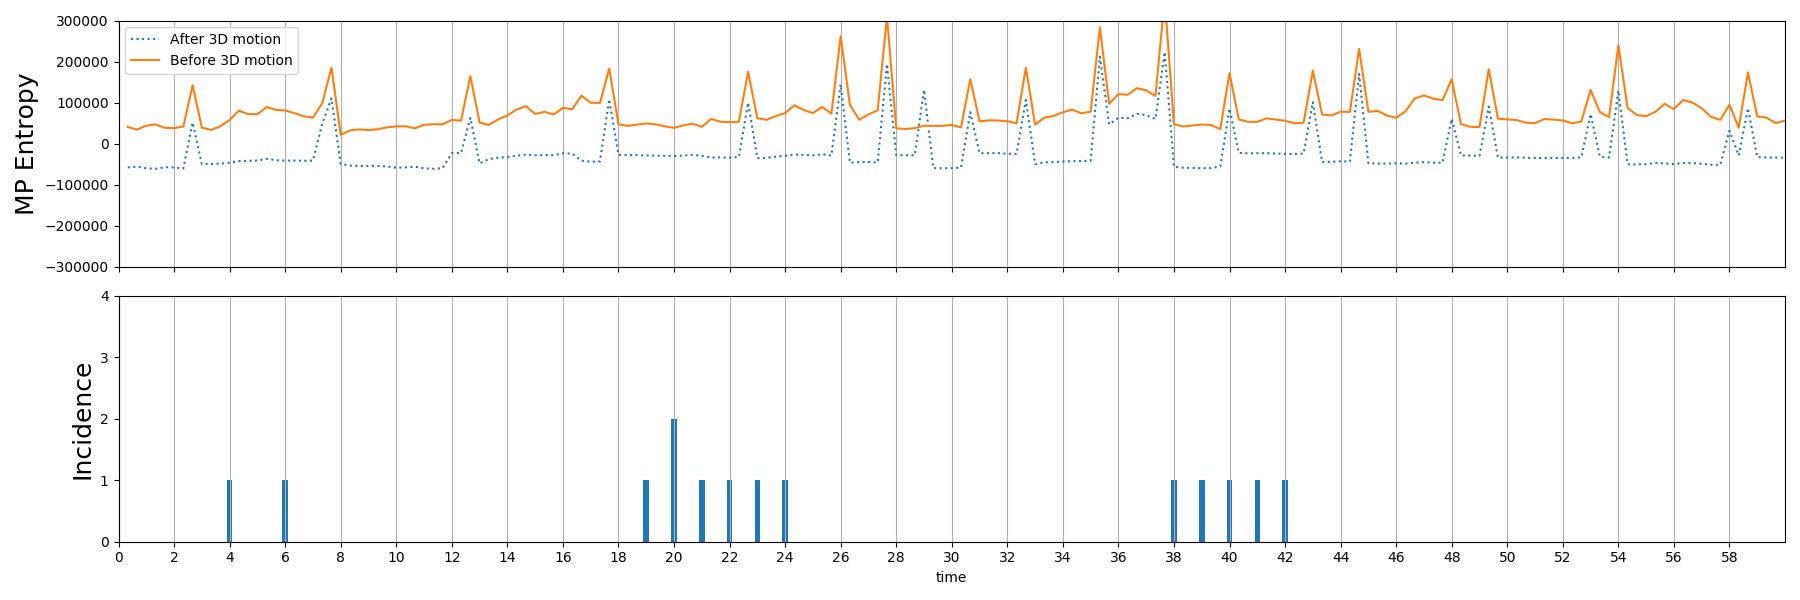 MP Entropy
300000
200000
100000
0
−100000
−200000
−300000
After 3D motion
Before 3D motion
Incidence
4
3
2
1
0
0 2 4 6 8 10 12 14 16 18 20 22 24 26 28 30 32 34 36 38 40 42 44 46 48 50 52 54 56 58
time